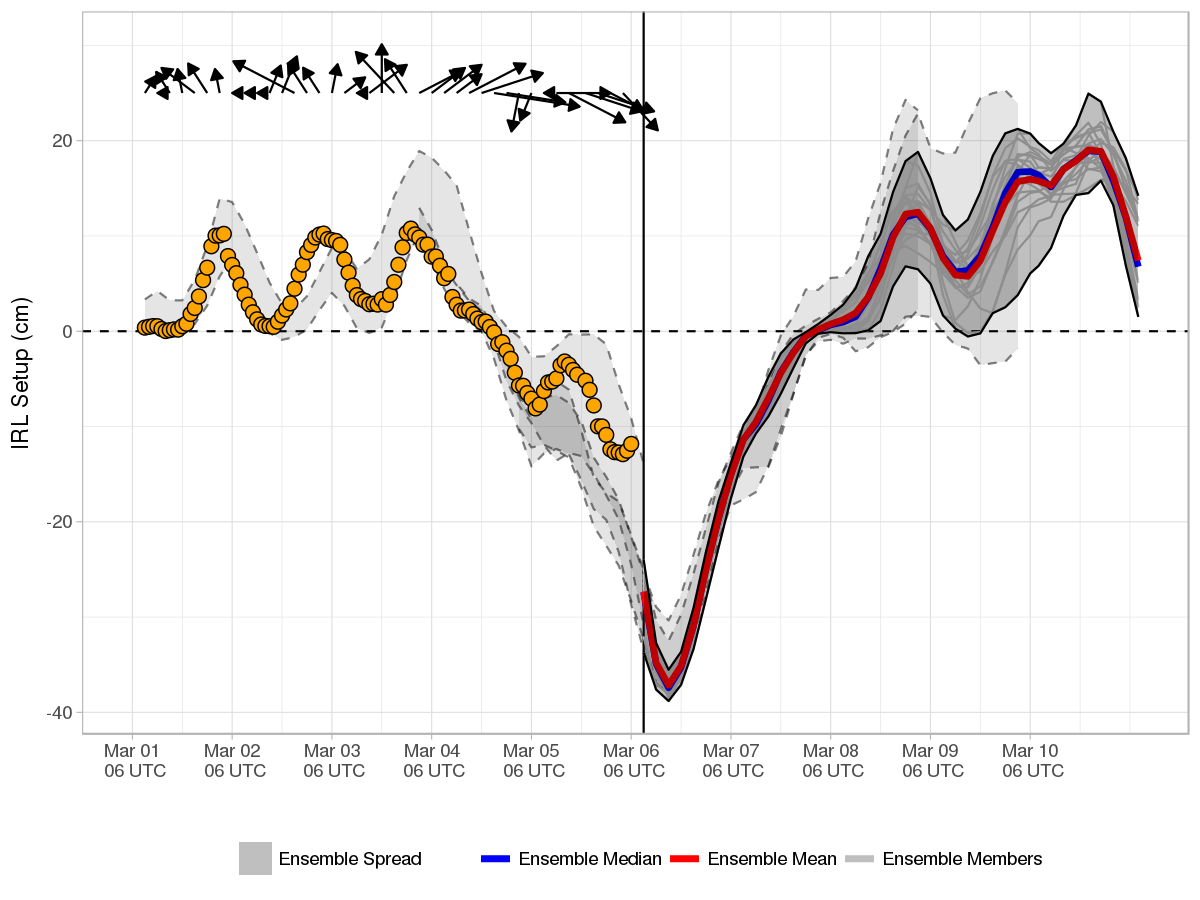 IRL Setup (cm)
20
0
-20
-40
Mar 01 Mar 02 Mar 03 Mar 04 Mar 05 Mar 06 Mar 07 Mar 08 Mar 09 Mar 10
06 UTC 06 UTC 06 UTC 06 UTC 06 UTC 06 UTC 06 UTC 06 UTC 06 UTC 06 UTC
Ensemble Spread Ensemble Median Ensemble Mean Ensemble Members